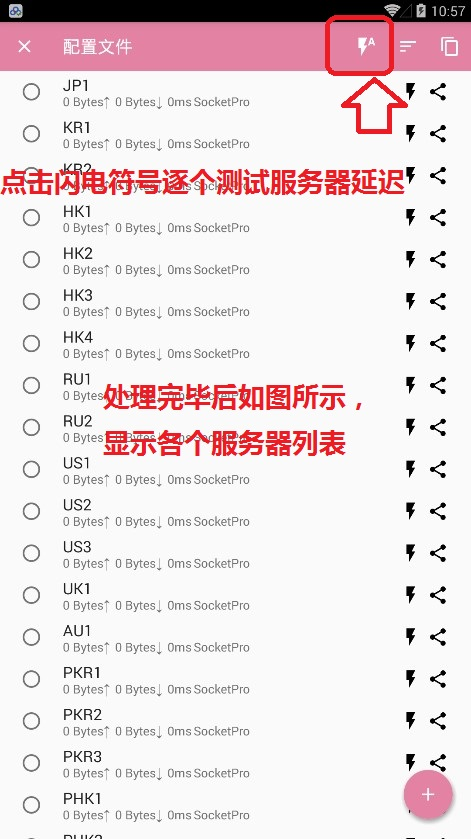 10:57
配置文件
A
JP1
0 Bytes↑ 0 Bytes↓ 0ms SocketPro
KR1
0 Bytes↑ 0 Bytes↓ 0ms SocketPro
KR2
点击闪电符号逐个测试服务器延迟
HK1
0 Bytes↑ 0 Bytes↓ 0ms SocketPro
HK2
0 Bytes↑ 0 Bytes↓ 0ms SocketPro
HK3
0 Bytes↑ 0 Bytes↓ 0ms SocketPro
HK4
0 Bytes↑ 0 Bytes↓ 0ms SocketPro
RU1
0 Bytes↑ 0 Bytes↓ 0ms SocketPro
处理完毕后如图所示，
RU2
0 Bytes↑ 0 Bytes↓ 0ms SocketPro
显示各个服务器列表
US1
0 Bytes↑ 0 Bytes↓ 0ms SocketPro
US2
0 Bytes↑ 0 Bytes↓ 0ms SocketPro
US3
0 Bytes↑ 0 Bytes↓ 0ms SocketPro
UK1
0 Bytes↑ 0 Bytes↓ 0ms SocketPro
AU1
0 Bytes↑ 0 Bytes↓ 0ms SocketPro
PKR1
0 Bytes↑ 0 Bytes↓ 0ms SocketPro
PKR2
0 Bytes↑ 0 Bytes↓ 0ms SocketPro
PKR3
0 Bytes↑ 0 Bytes↓ 0ms SocketPro
PHK1
0 Bytes↑ 0 Bytes↓ 0ms SocketPro